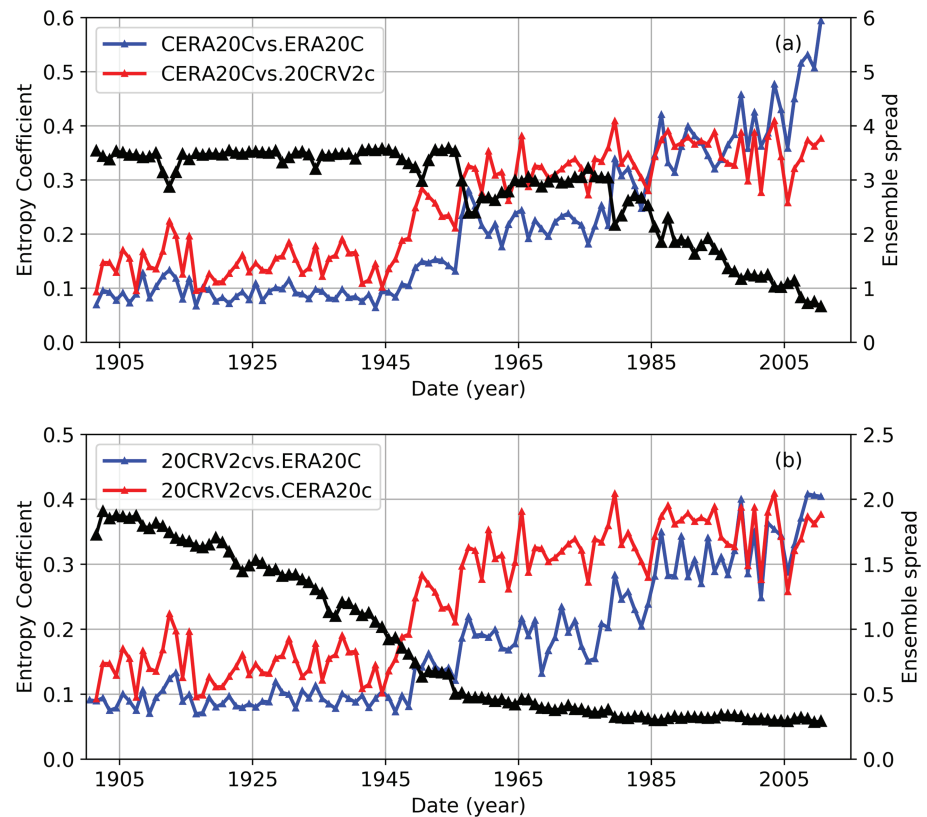 0.6
0.5
0.4
0.3
0.2
0.1
0.0
Entropy Coefficient
CERA20Cvs.ERA20C
CERA20Cvs.20CRV2c
(a)
6
5
4
3
2
1
0
Ensemble spread
1905 1925 1945 1965 1985 2005
Date (year)
0.5
0.4
0.3
0.2
0.1
0.0
Entropy Coefficient
20CRV2cvs.ERA20C
20CRV2cvs.CERA20c
(b)
2.5
2.0
1.5
1.0
0.5
0.0
Ensemble spread
1905 1925 1945 1965 1985 2005
Date (year)